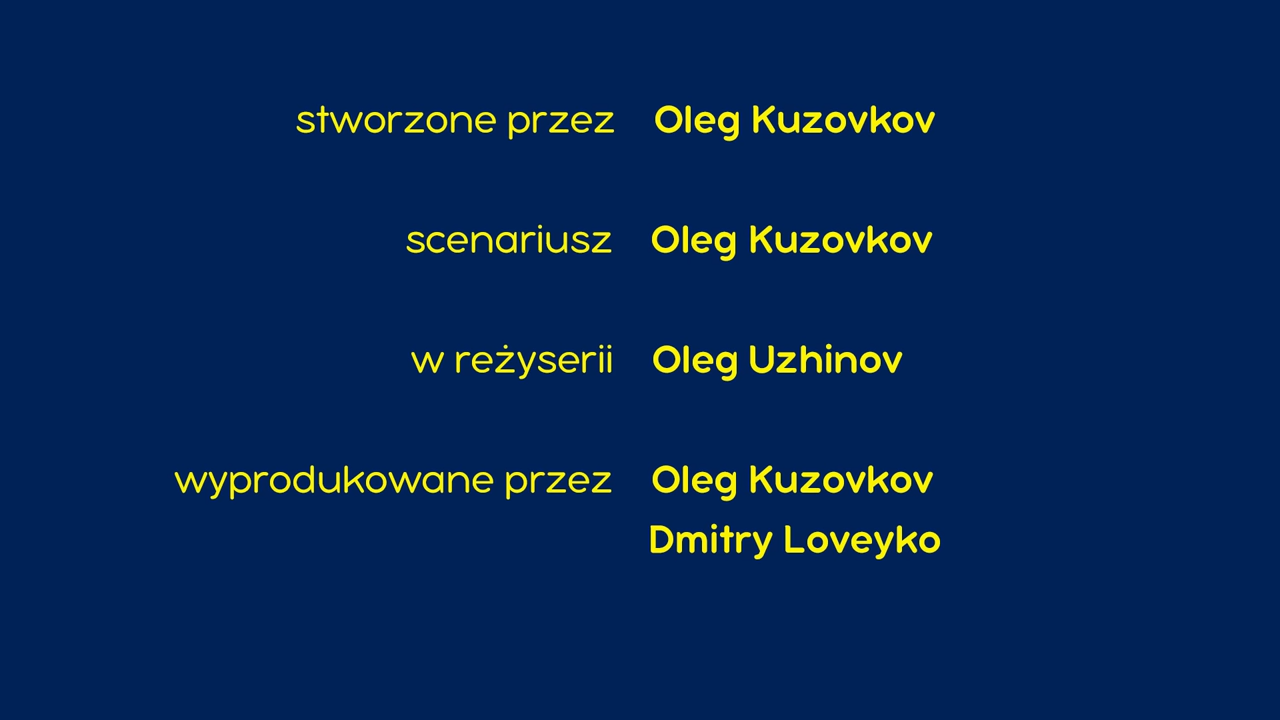 stworzone przez Oleg Kuzovkov
scenariusz Oleg Kuzovkov
w reżyserii Oleg Uzhinov
wyprodukowane przez Oleg Kuzovkov
Dmitry Loveyko